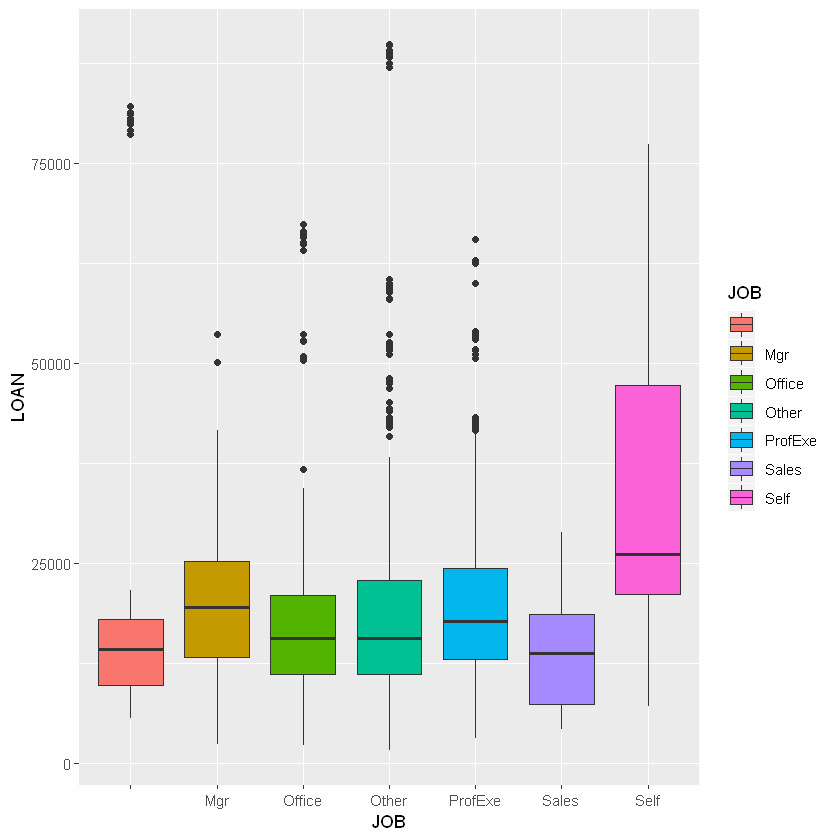 75000
50000
25000
0
LOAN
Mgr Office Other ProfExe Sales Self
JOB
JOB
Mgr
Office
Other
ProfExe
Sales
Self